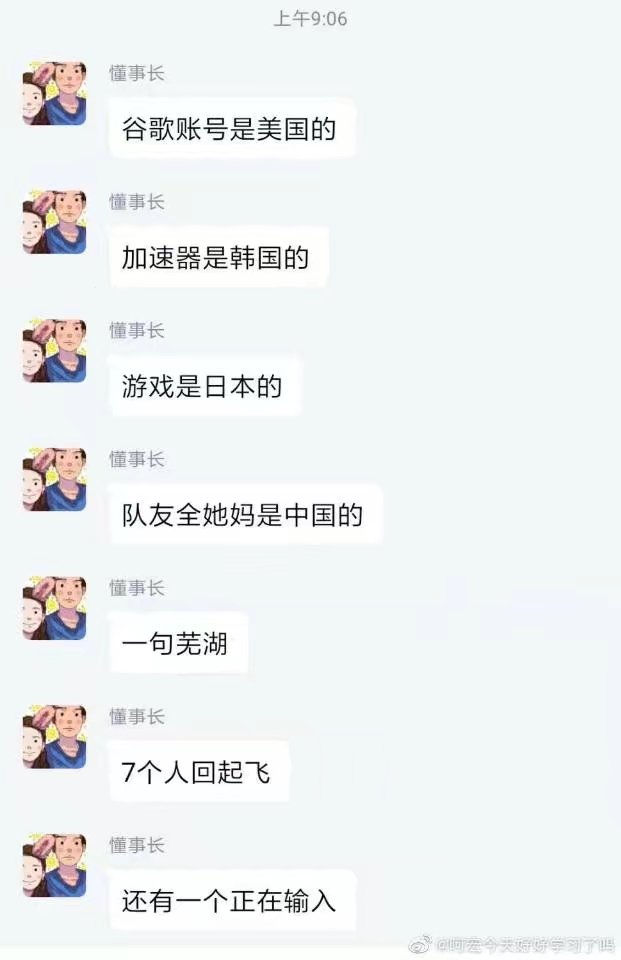 上午9:06
懂事长
谷歌账号是美国的
懂事长
加速器是韩国的
懂事长
游戏是日本的
懂事长
队友全她妈是中国的
懂事长
一句芜湖
懂事长
7个人回起飞
懂事长
还有一个正在输入
@阿宏今天好好学习了吗